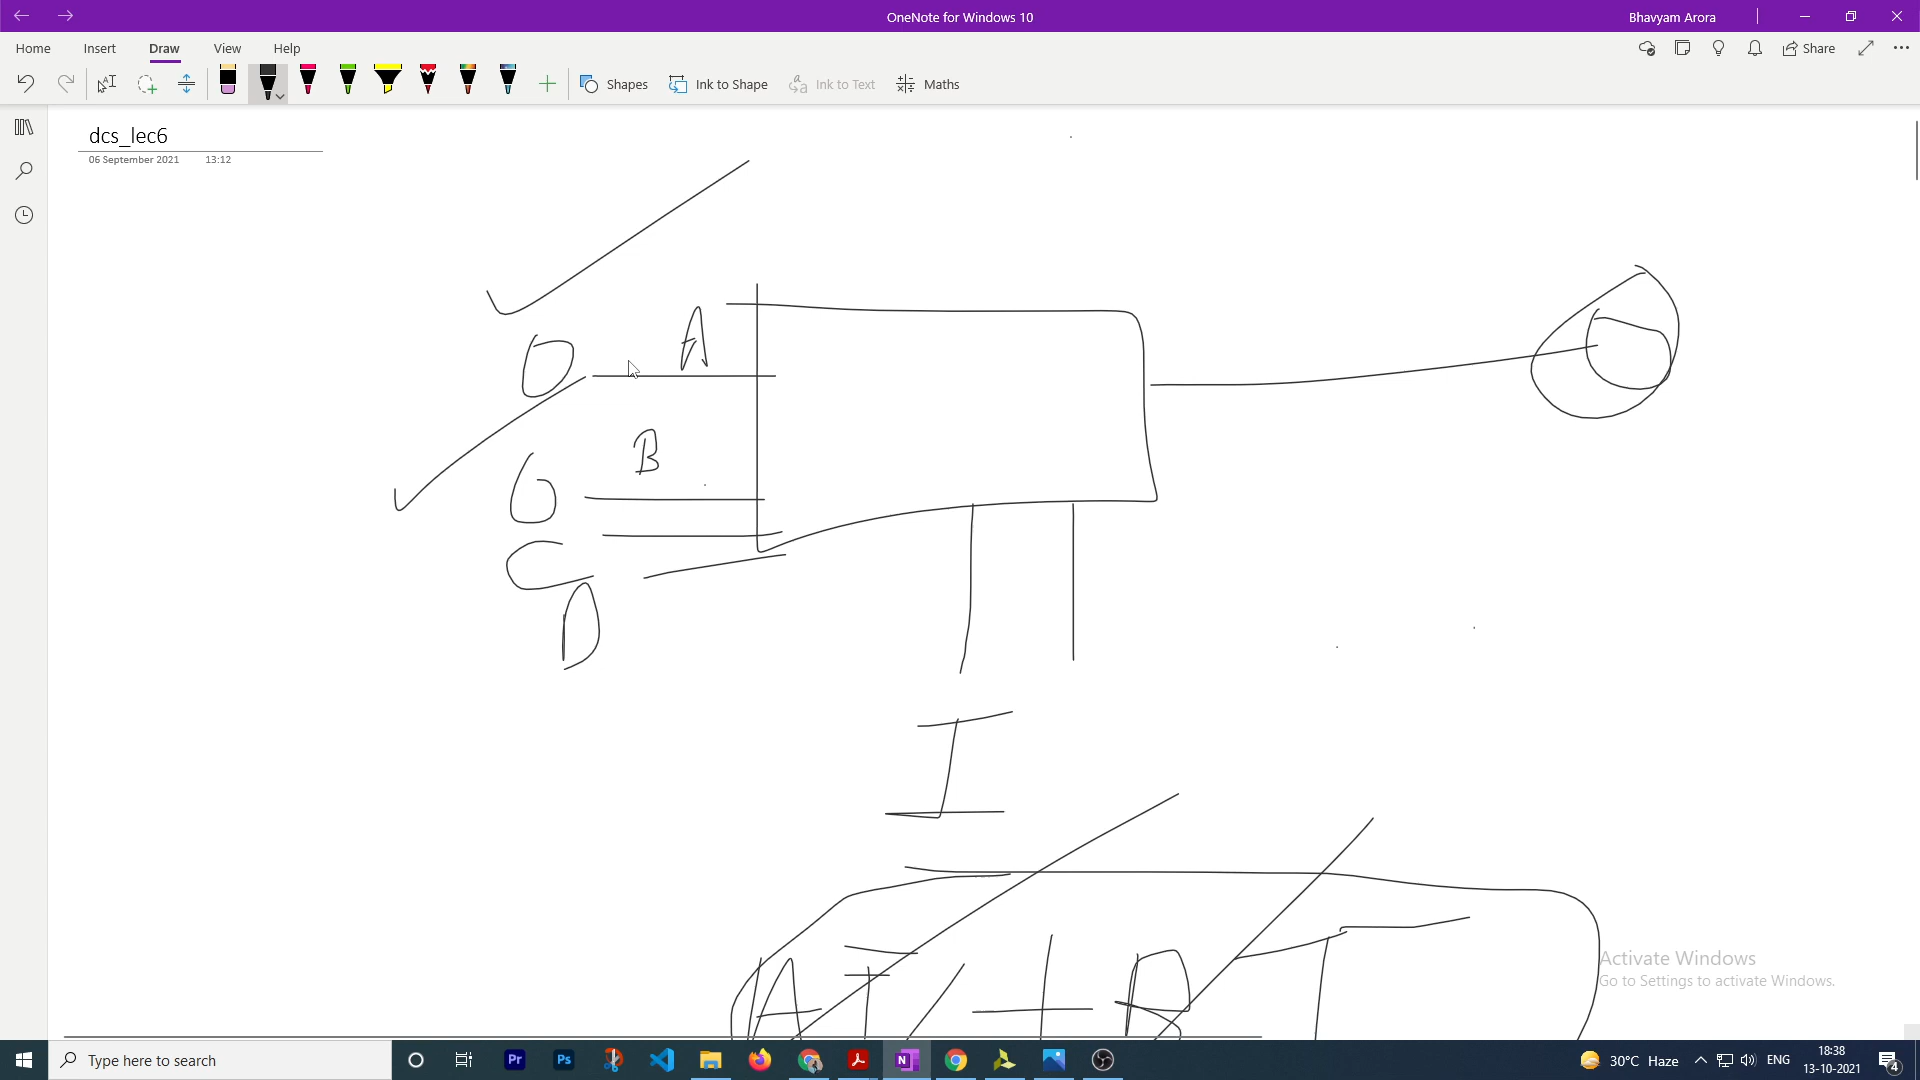 OneNote for Windows 10
Bhavyam Arora
Home Insert Draw View Help
Share
Shapes Ink to Shape Ink to Text Maths
dcs_lec6
06 September 2021 13:12
A
B
C
D
I
Activate Windows
Go to Settings to activate Windows.
Type here to search
30°C Haze
ENG
18:38
13-10-2021
4